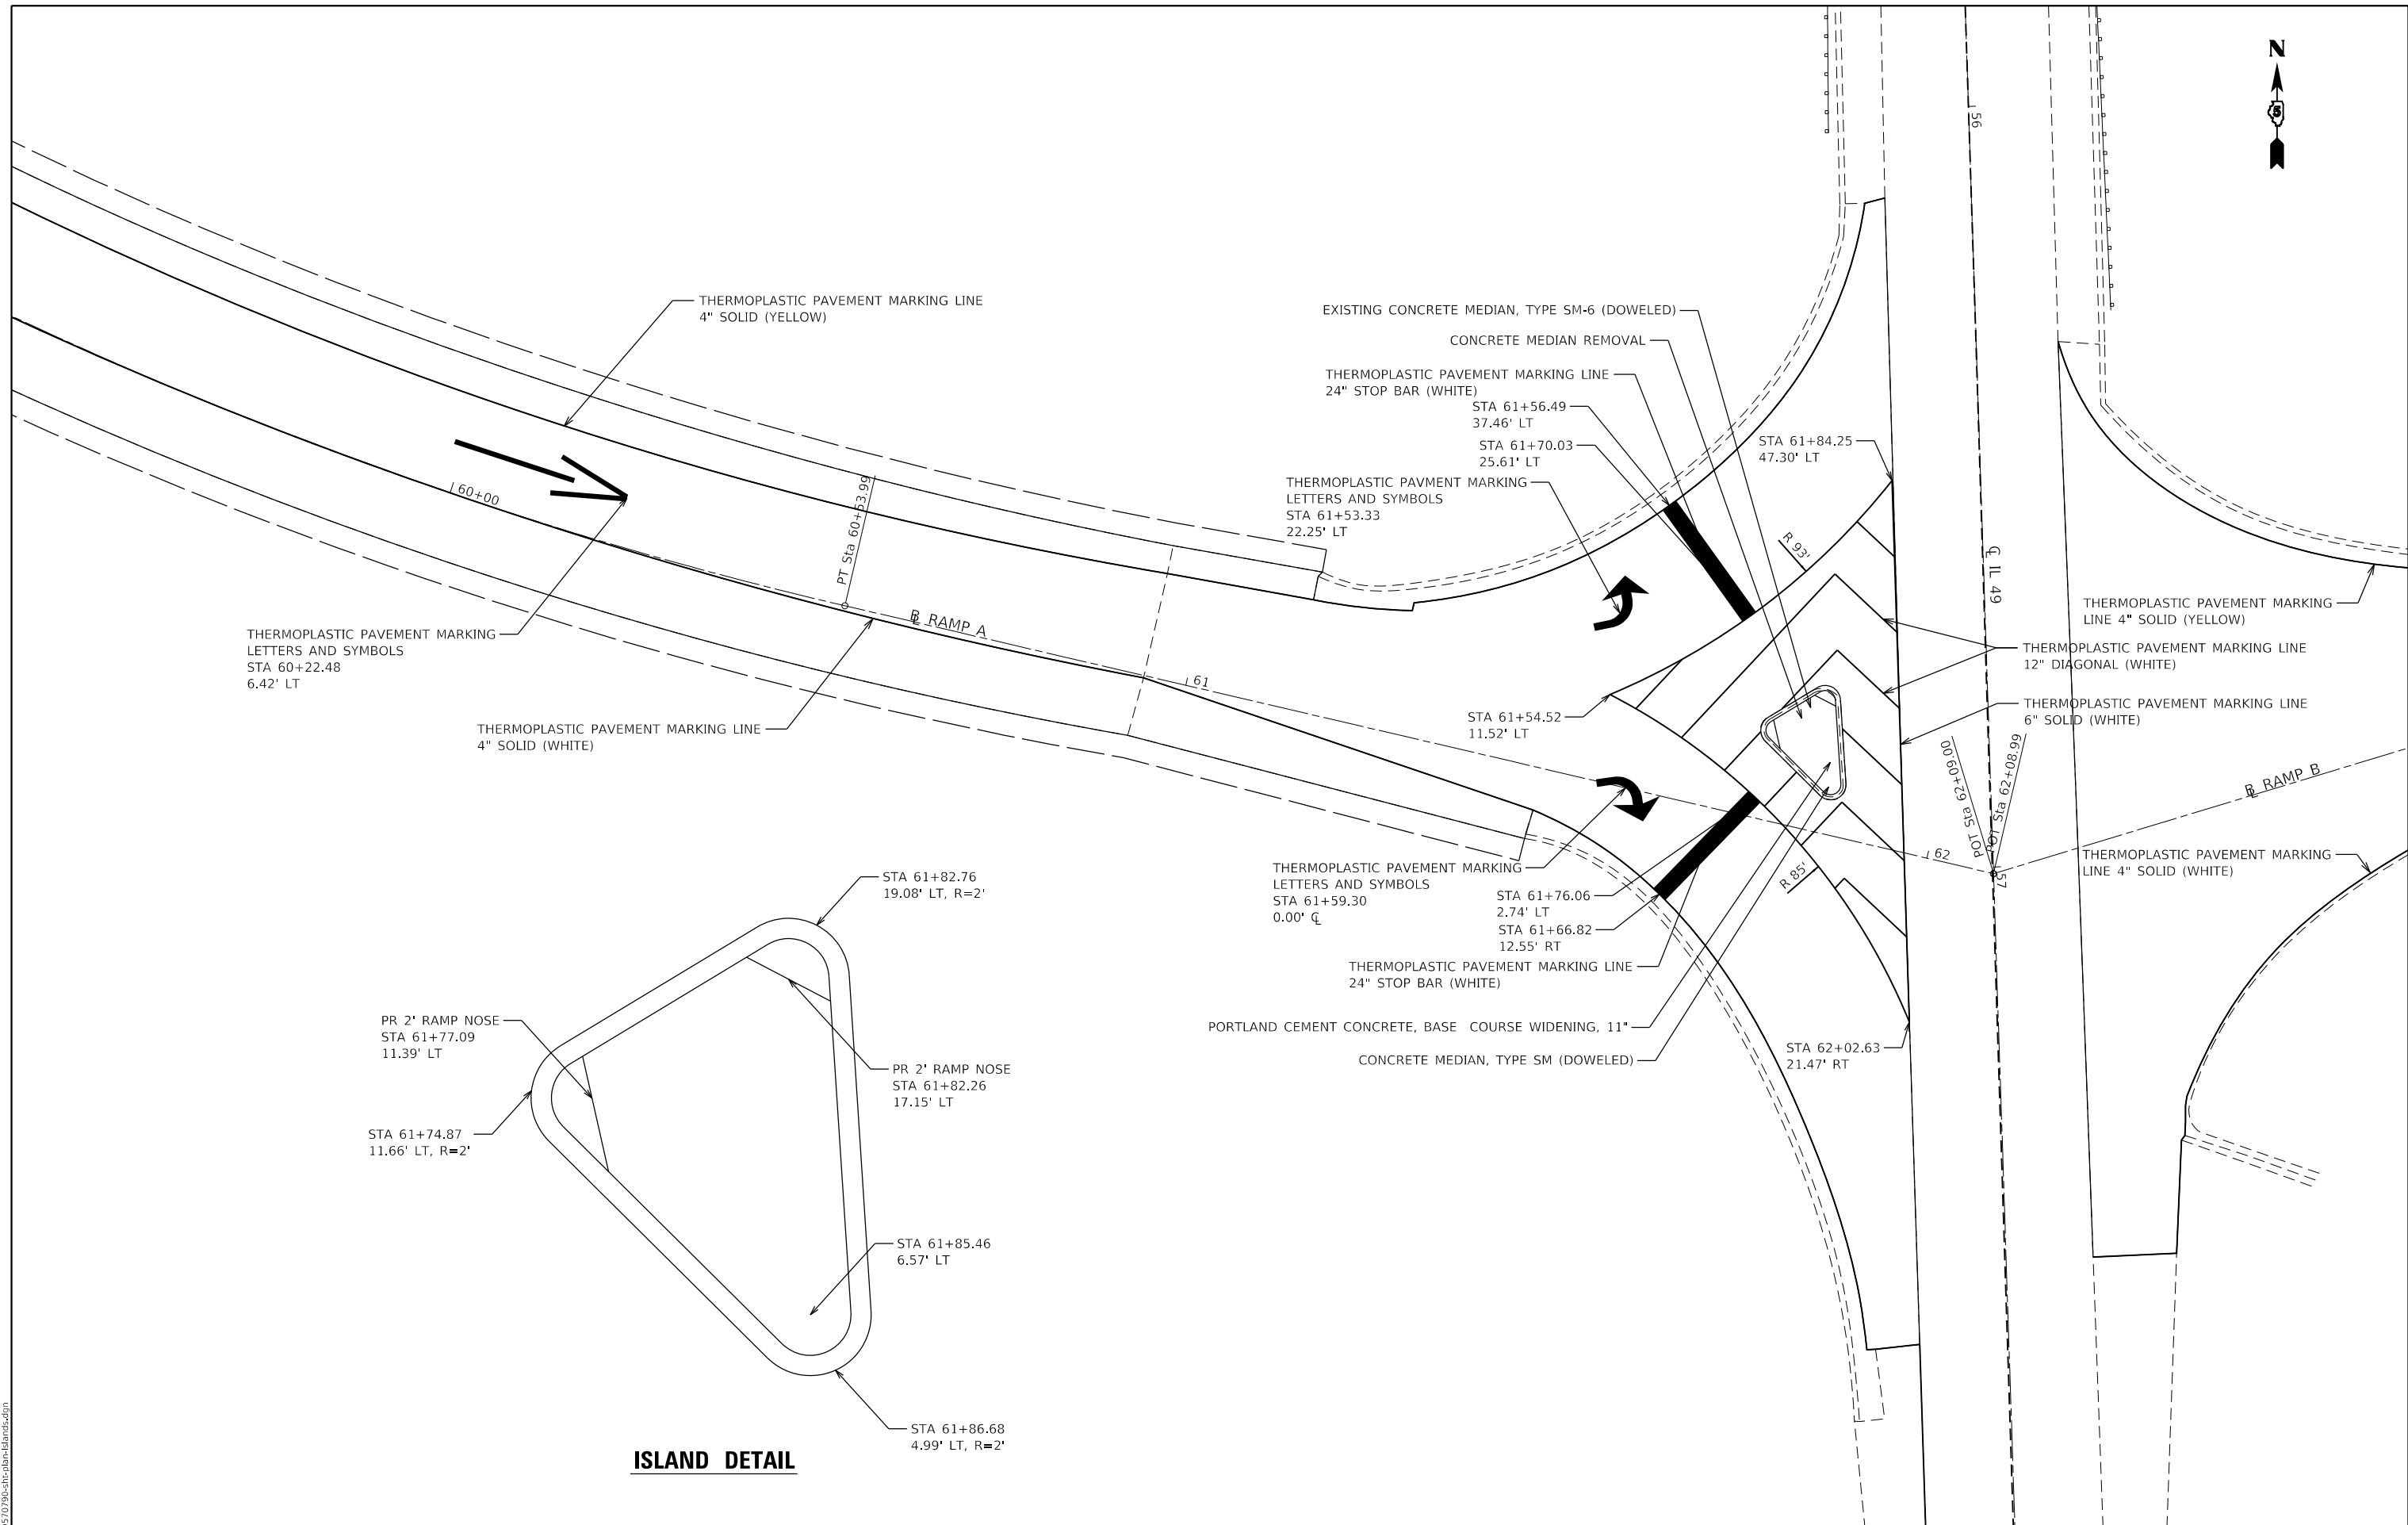 N
5
56
THERMOPLASTIC PAVEMENT MARKING LINE
4" SOLID (YELLOW)
EXISTING CONCRETE MEDIAN, TYPE SM-6 (DOWELED)
CONCRETE MEDIAN REMOVAL
THERMOPLASTIC PAVEMENT MARKING LINE
24" STOP BAR (WHITE)
STA 61+56.49
37.46' LT
STA 61+70.03
25.61' LT
STA 61+84.25
47.30' LT
THERMOPLASTIC PAVMENT MARKING
LETTERS AND SYMBOLS
STA 61+53.33
22.25' LT
60+00
PT Sta 60+53.99
R 93'
℄ IL 49
THERMOPLASTIC PAVEMENT MARKING
LINE 4" SOLID (YELLOW)
BL RAMP A
THERMOPLASTIC PAVEMENT MARKING
LETTERS AND SYMBOLS
STA 60+22.48
6.42' LT
THERMOPLASTIC PAVEMENT MARKING LINE
12" DIAGONAL (WHITE)
61
THERMOPLASTIC PAVEMENT MARKING LINE
6" SOLID (WHITE)
STA 61+54.52
11.52' LT
THERMOPLASTIC PAVEMENT MARKING LINE
4" SOLID (WHITE)
POT Sta 62+09.00
POT Sta 62+08.99
BL RAMP B
62
57
THERMOPLASTIC PAVEMENT MARKING
LINE 4" SOLID (WHITE)
R 85'
THERMOPLASTIC PAVEMENT MARKING
LETTERS AND SYMBOLS
STA 61+59.30
0.00' ℄
STA 61+76.06
2.74' LT
STA 61+66.82
12.55' RT
THERMOPLASTIC PAVEMENT MARKING LINE
24" STOP BAR (WHITE)
PORTLAND CEMENT CONCRETE, BASE COURSE WIDENING, 11"
CONCRETE MEDIAN, TYPE SM (DOWELED)
STA 62+02.63
21.47' RT
STA 61+82.76
19.08' LT, R=2'
PR 2' RAMP NOSE
STA 61+77.09
11.39' LT
PR 2' RAMP NOSE
STA 61+82.26
17.15' LT
STA 61+74.87
11.66' LT, R=2'
STA 61+85.46
6.57' LT
STA 61+86.68
4.99' LT, R=2'
ISLAND DETAIL
0570790-sht-plan-islands.dgn